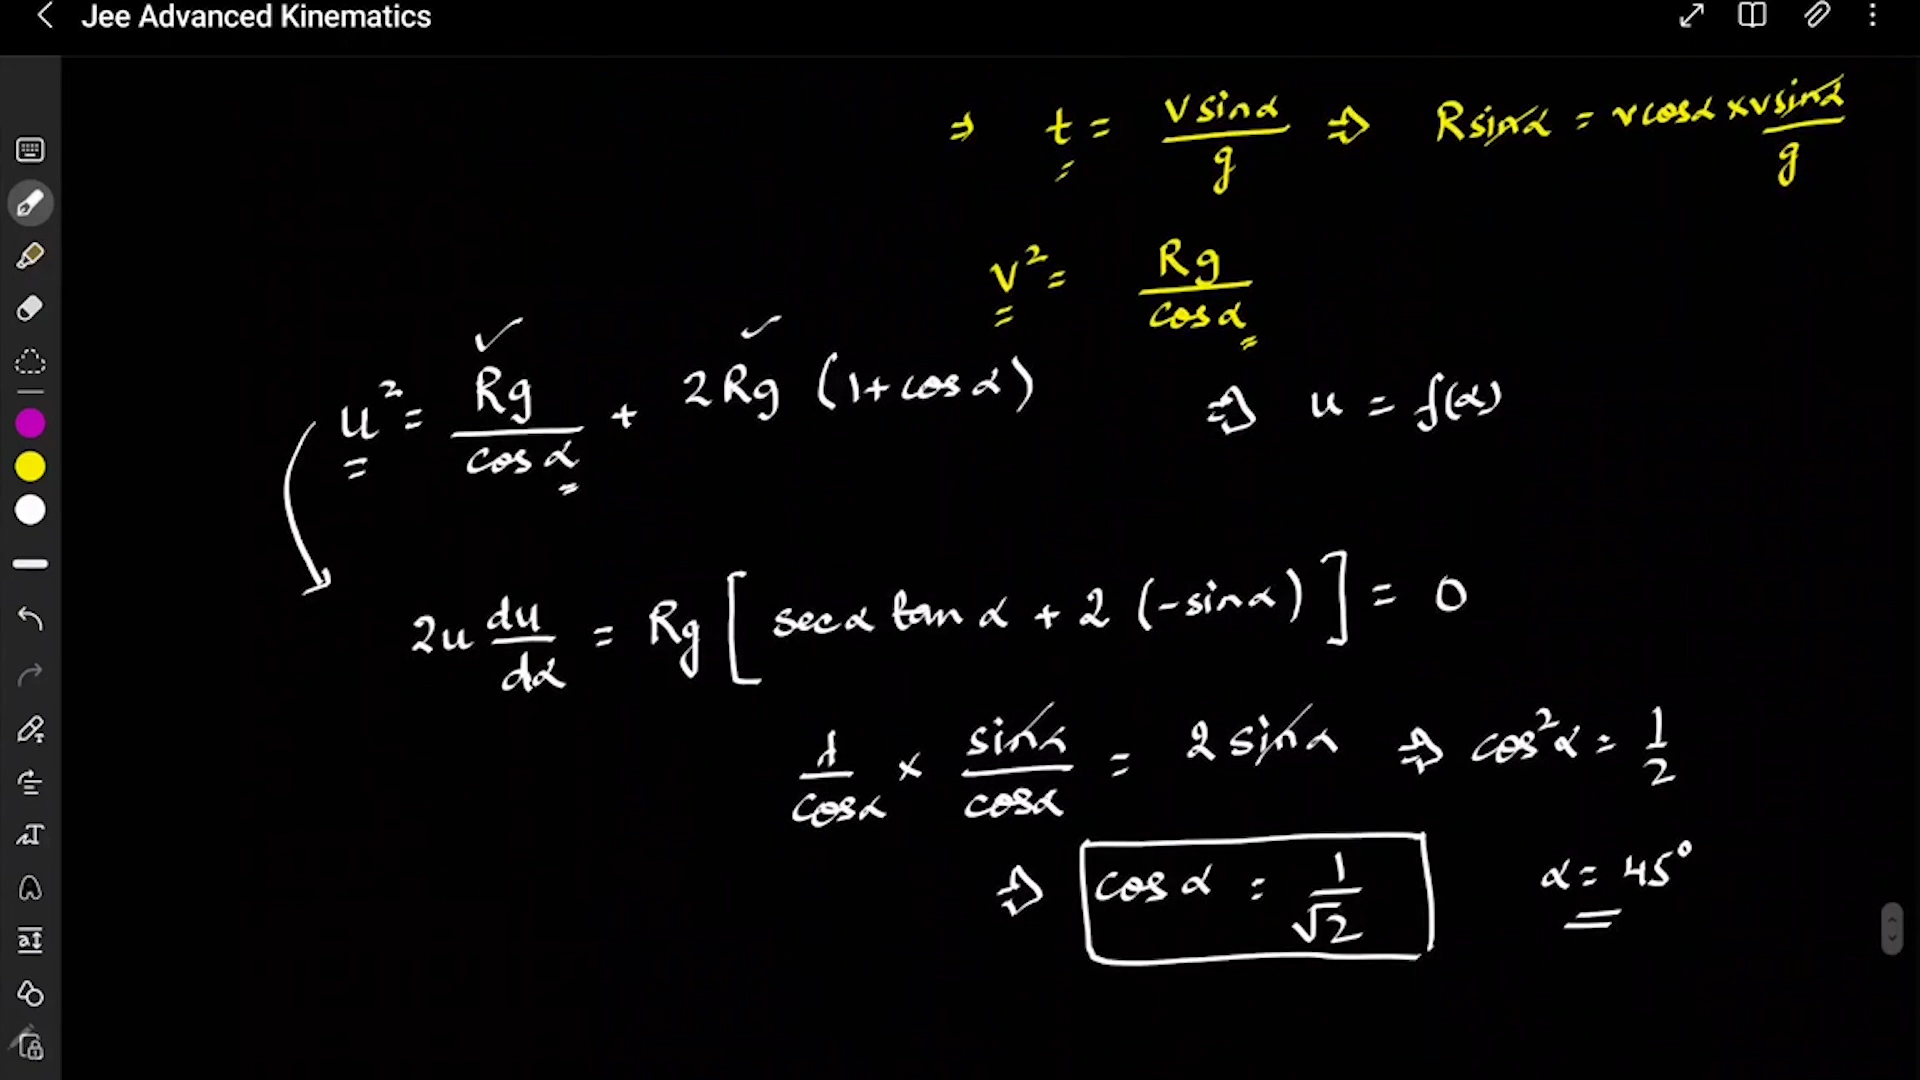 Jee Advanced Kinematics
⇒ t = v sinα / g ⇒ R sinα = v cosα × v sinα / g
v² = Rg / cosα
u² = Rg / cosα + 2Rg (1 + cosα) ⇒ u = f(α)
2u du/dα = Rg [ secα tanα + 2 (-sinα) ] = 0
1/cosα × sinα/cosα = 2 sinα ⇒ cos²α = 1/2
⇒ cosα = 1/√2 α = 45°